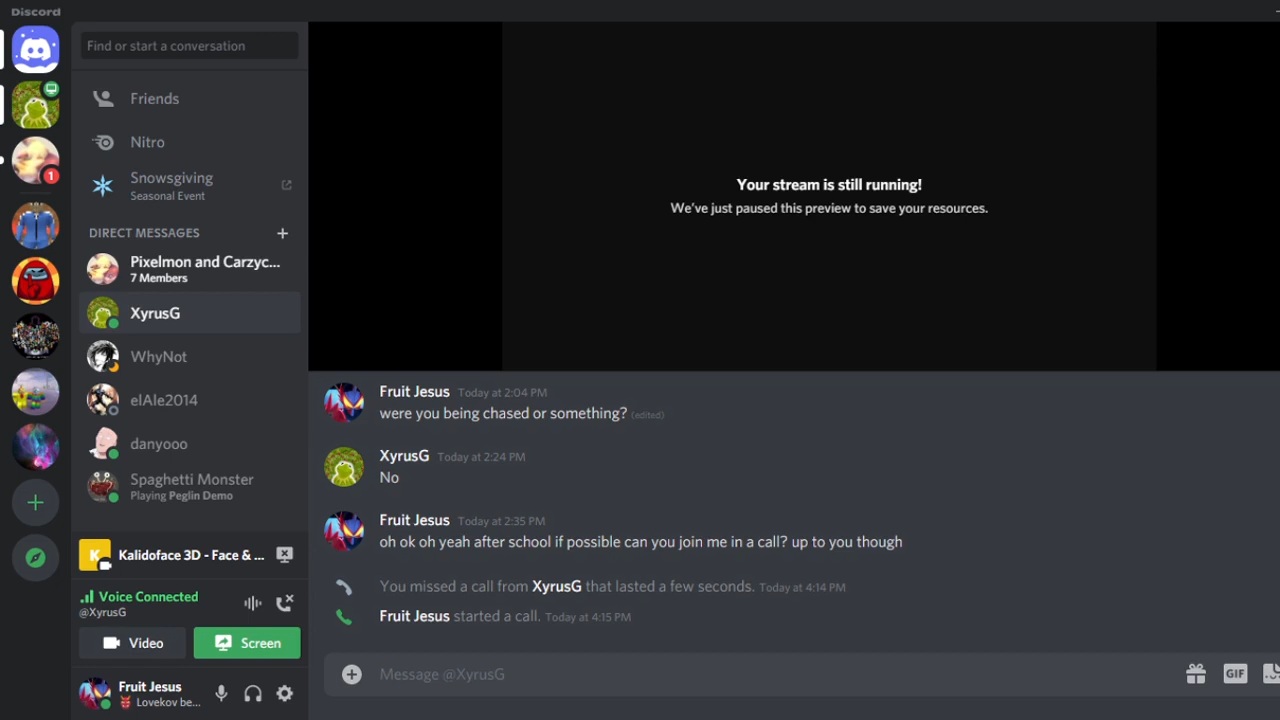 Discord
Find or start a conversation
Friends
Nitro
Snowsgiving
Seasonal Event
DIRECT MESSAGES
Pixelmon and Carzyc...
7 Members
XyrusG
WhyNot
elAle2014
danyooo
Spaghetti Monster
Playing Peglin Demo
K
Kalidoface 3D - Face & ...
Voice Connected
@XyrusG
Video
Screen
Fruit Jesus
Lovekov be...
1
Your stream is still running!
We've just paused this preview to save your resources.
Fruit Jesus Today at 2:04 PM
were you being chased or something? (edited)
XyrusG Today at 2:24 PM
No
Fruit Jesus Today at 2:35 PM
oh ok oh yeah after school if possible can you join me in a call? up to you though
You missed a call from XyrusG that lasted a few seconds. Today at 4:14 PM
Fruit Jesus started a call. Today at 4:15 PM
Message @XyrusG
GIF